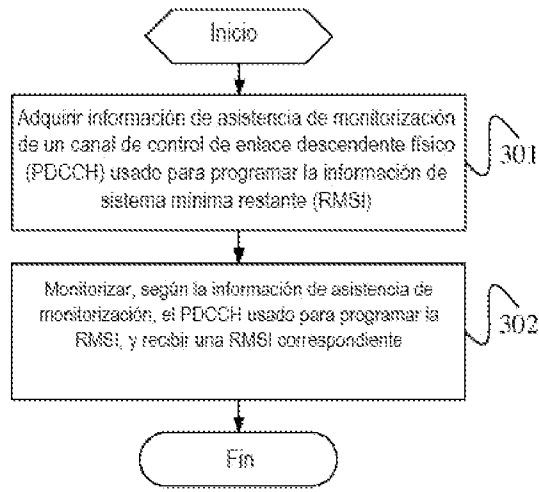 Inicio
Adquirir información de asistencia de monitorización
de un canal de control de enlace descendente físico
(PDCCH) usado para programar la información de
sistema mínima restante (RMSI)
301
Monitorizar, según la información de asistencia de
monitorización, el PDCCH usado para programar la
RMSI, y recibir una RMSI correspondiente
302
Fin